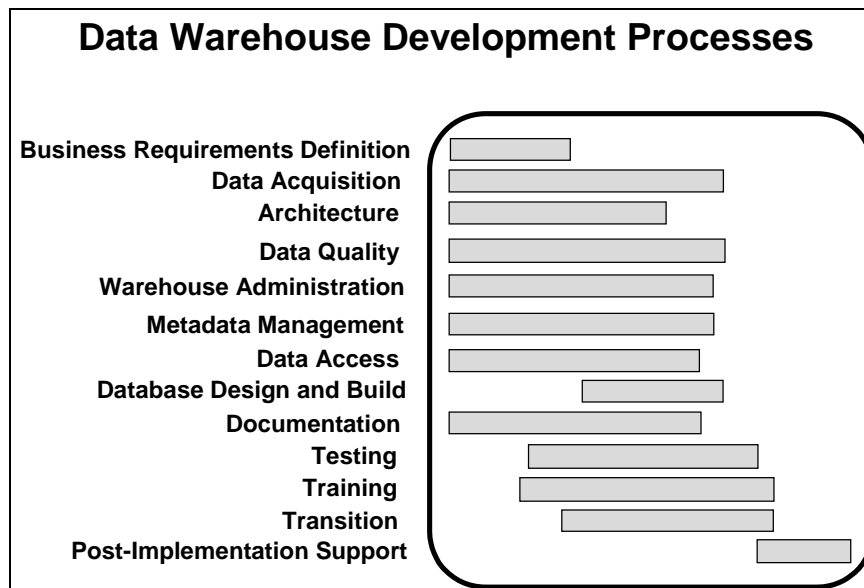 Data Warehouse Development Processes
Business Requirements Definition
Data Acquisition
Architecture
Data Quality
Warehouse Administration
Metadata Management
Data Access
Database Design and Build
Documentation
Testing
Training
Transition
Post-Implementation Support